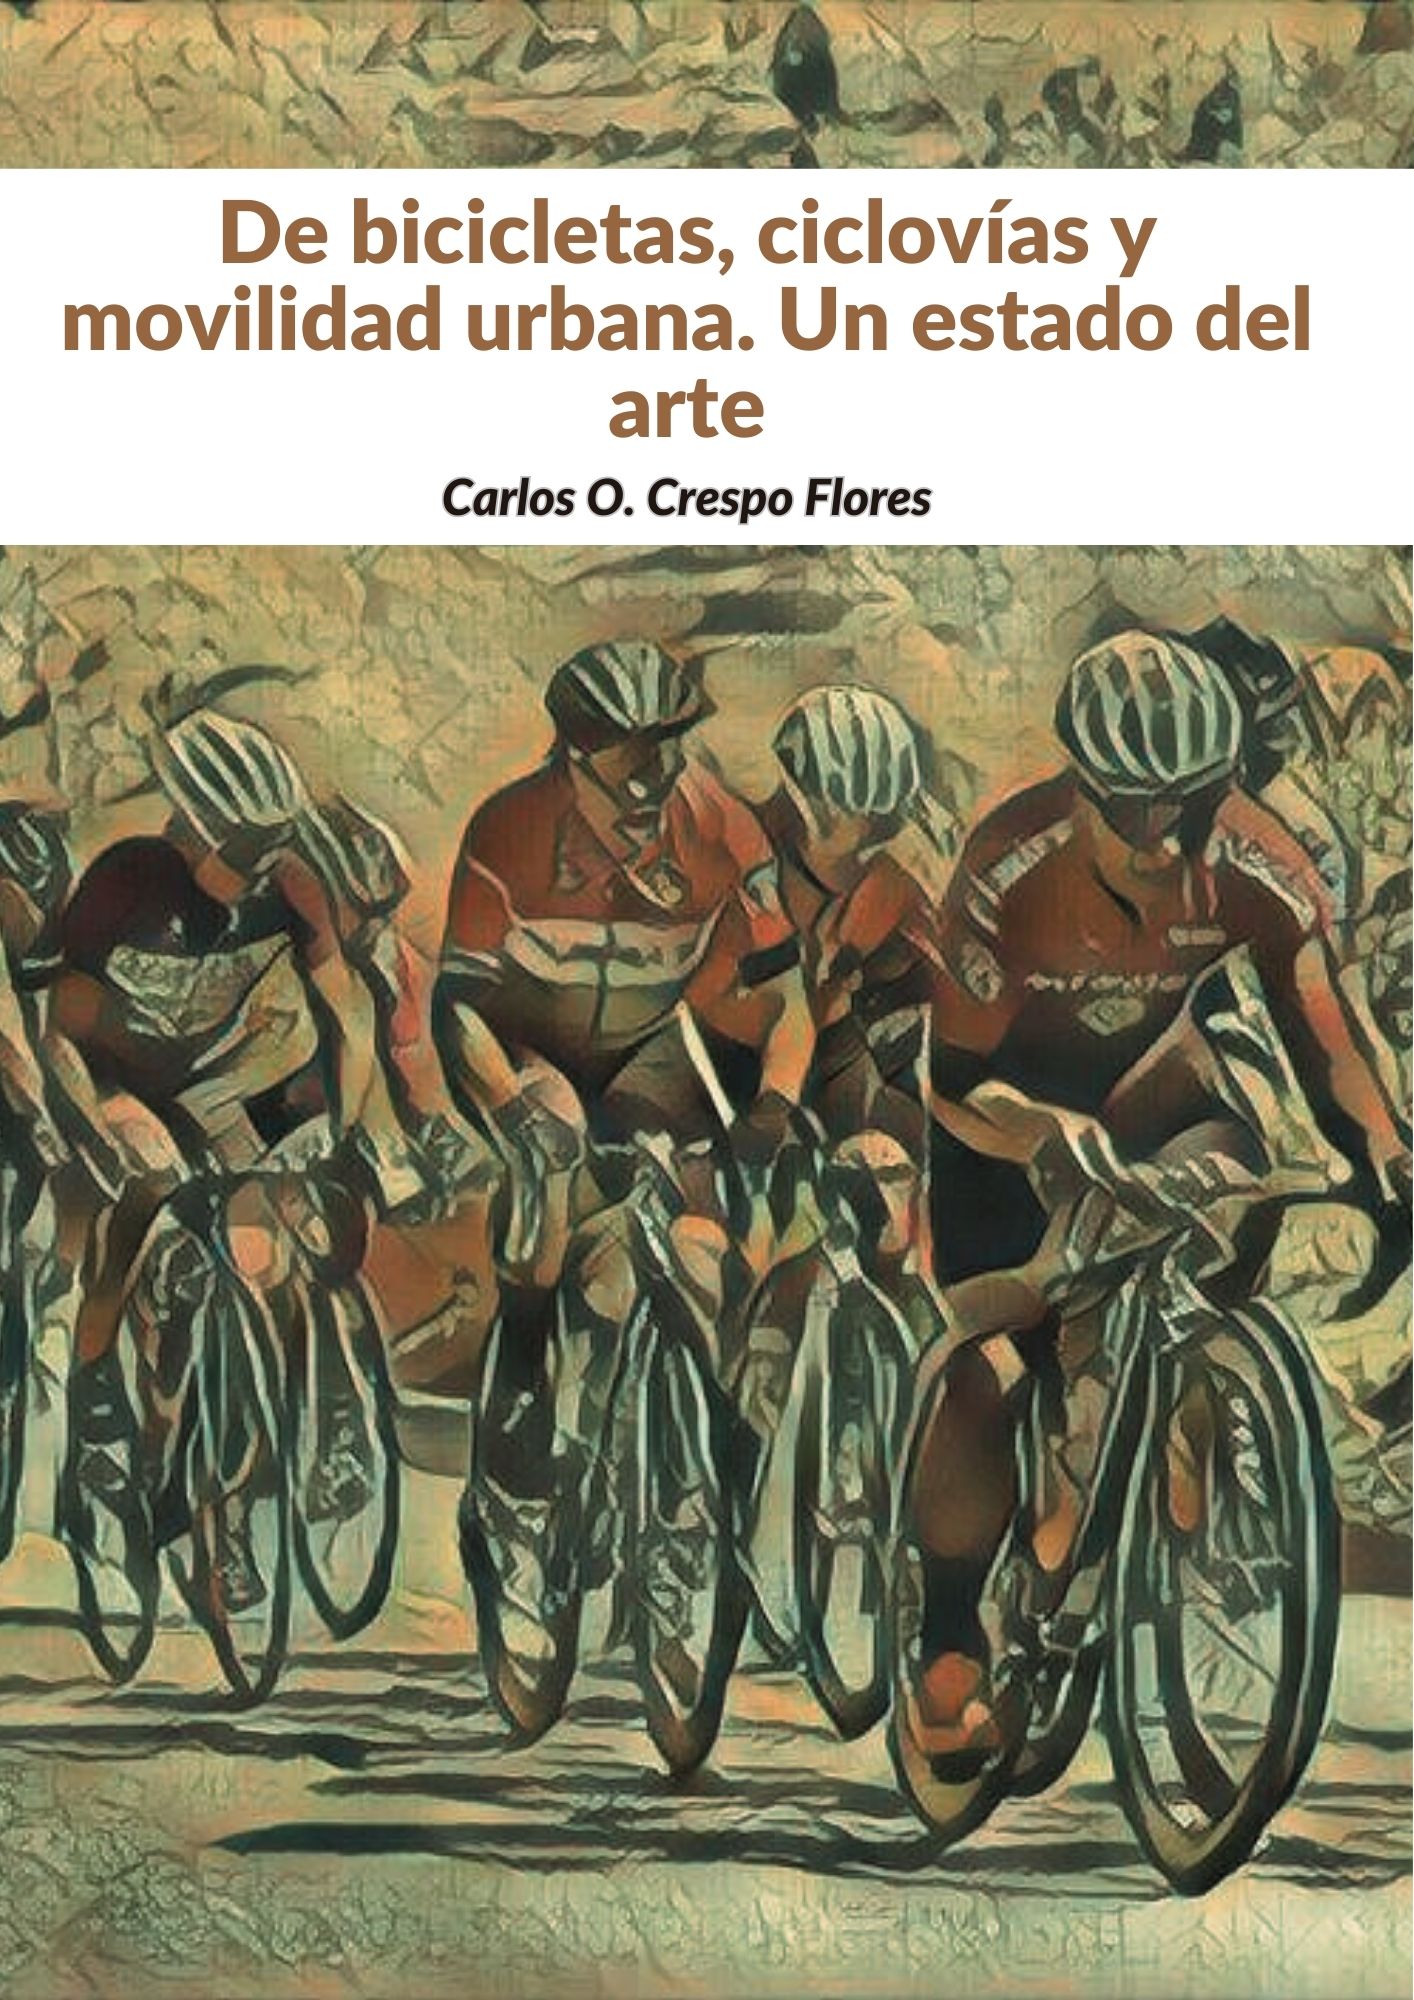 De bicicletas, ciclovías y
movilidad urbana. Un estado del
arte
Carlos O. Crespo Flores